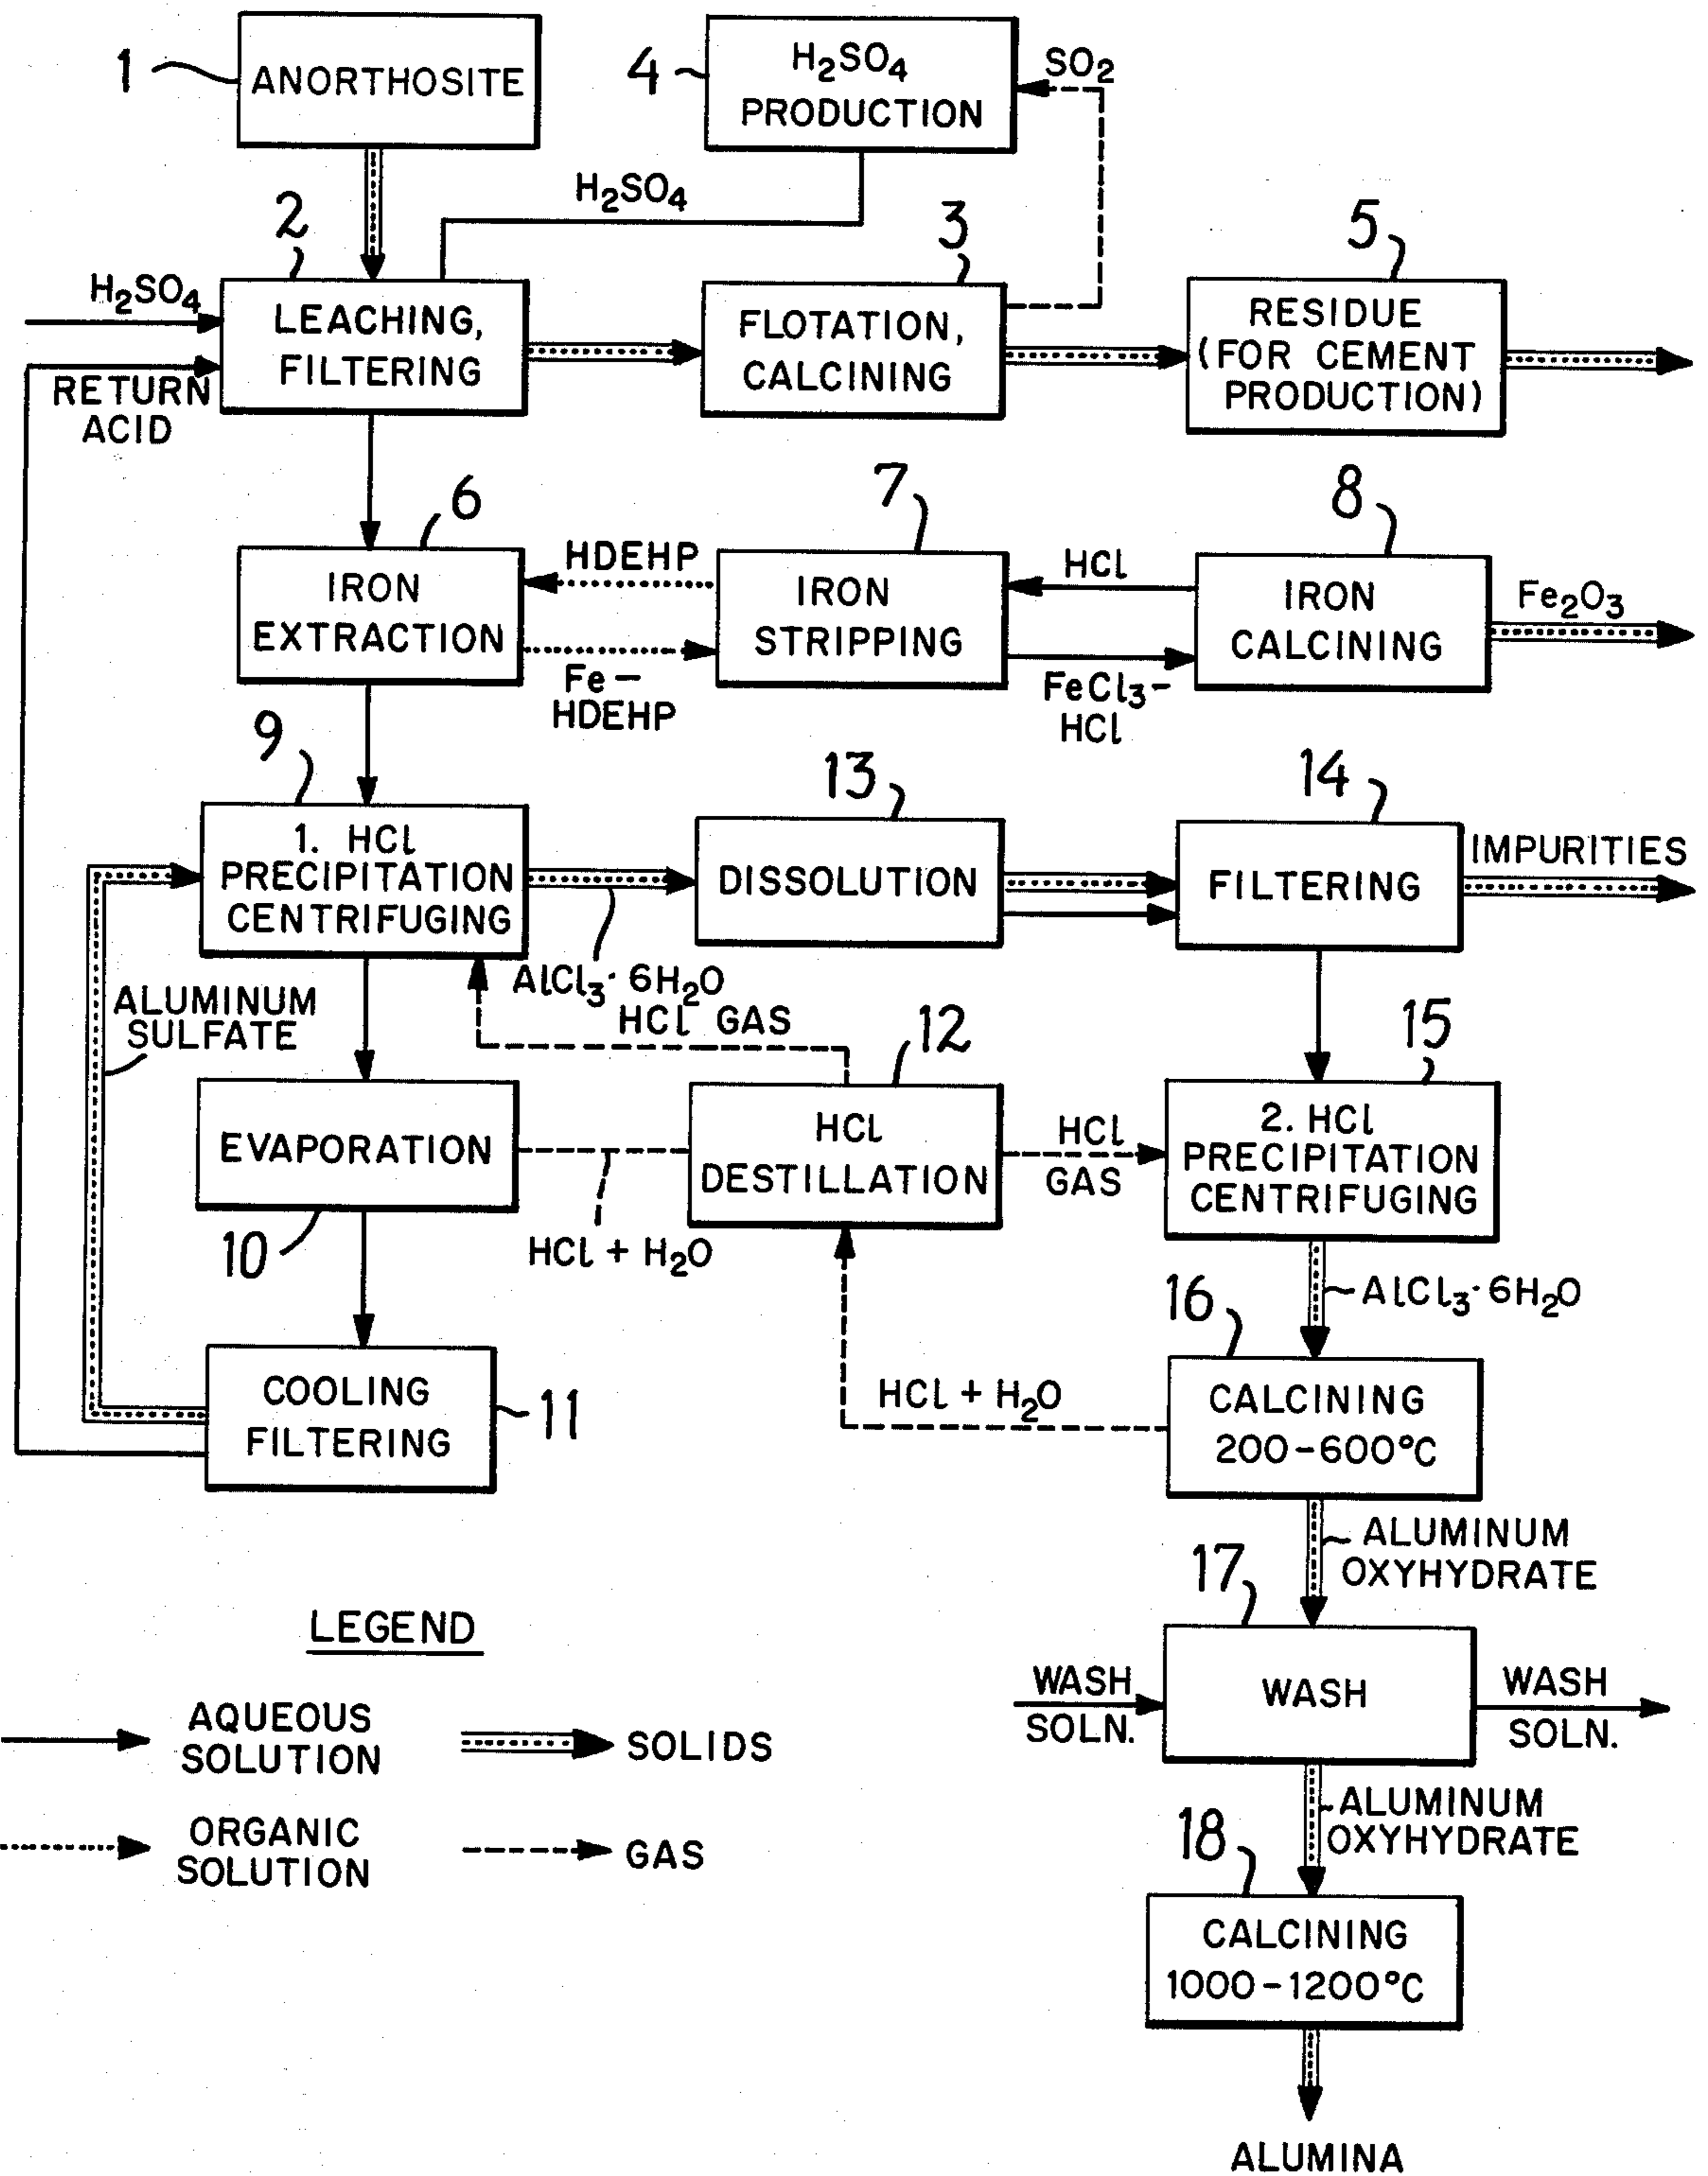 1
ANORTHOSITE
4
H₂SO₄
PRODUCTION
SO₂
H₂SO₄
2
LEACHING,
FILTERING
H₂SO₄
RETURN
ACID
3
FLOTATION,
CALCINING
5
RESIDUE
(FOR CEMENT
PRODUCTION)
6
IRON
EXTRACTION
HDEHP
Fe –
HDEHP
7
IRON
STRIPPING
HCl
FeCl₃-
HCl
8
IRON
CALCINING
Fe₂O₃
9
1. HCl
PRECIPITATION
CENTRIFUGING
AlCl₃·6H₂O
13
DISSOLUTION
14
FILTERING
IMPURITIES
ALUMINUM
SULFATE
HCl GAS
EVAPORATION
10
HCl + H₂O
12
HCl
DESTILLATION
HCl
GAS
15
2. HCl
PRECIPITATION
CENTRIFUGING
AlCl₃·6H₂O
COOLING
FILTERING
11
HCl + H₂O
16
CALCINING
200-600°C
ALUMINUM
OXYHYDRATE
17
WASH
SOLN.
WASH
WASH
SOLN.
ALUMINUM
OXYHYDRATE
18
CALCINING
1000-1200°C
ALUMINA
LEGEND
AQUEOUS
SOLUTION
SOLIDS
ORGANIC
SOLUTION
GAS